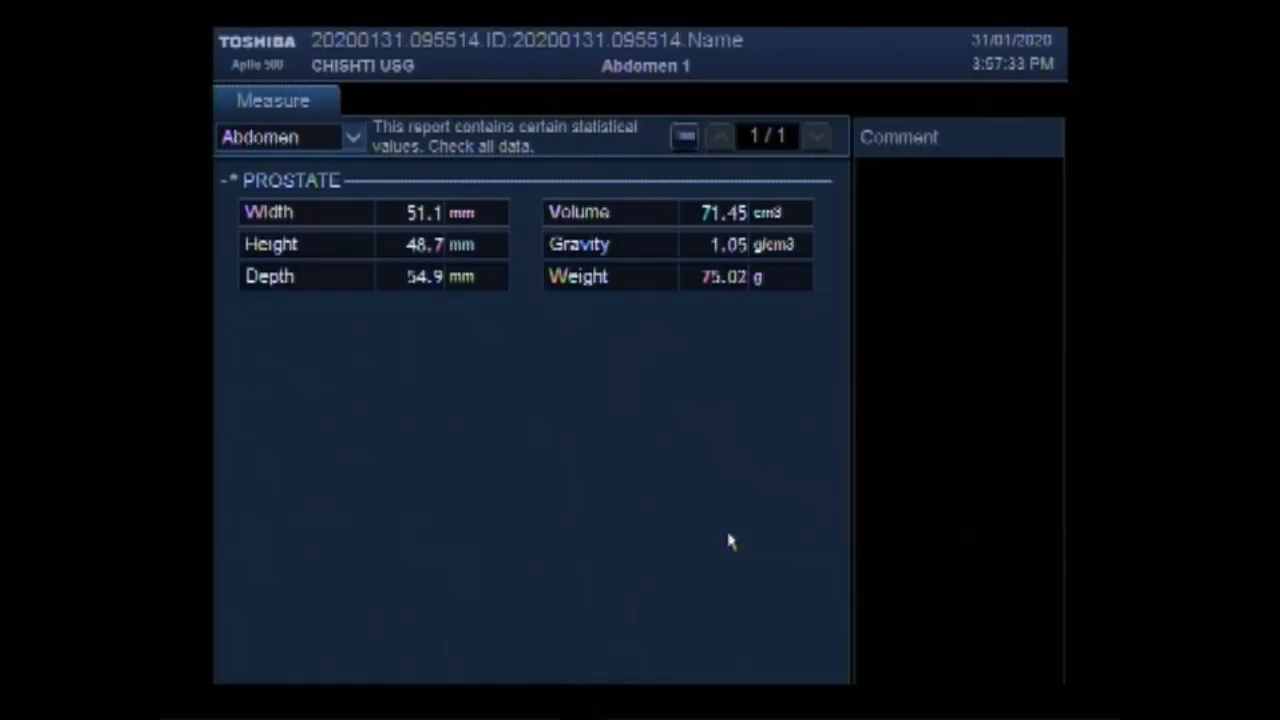 TOSHIBA 20200131.095514.ID:20200131.095514.Name 31/01/2020
Aplio 500 CHISHTI USG Abdomen 1 3:57:33 PM
Measure
Abdomen This report contains certain statistical
values. Check all data. 1 / 1 Comment
-* PROSTATE
Width 51.1 mm Volume 71.45 cm3
Height 48.7 mm Gravity 1.05 g/cm3
Depth 54.9 mm Weight 75.02 g